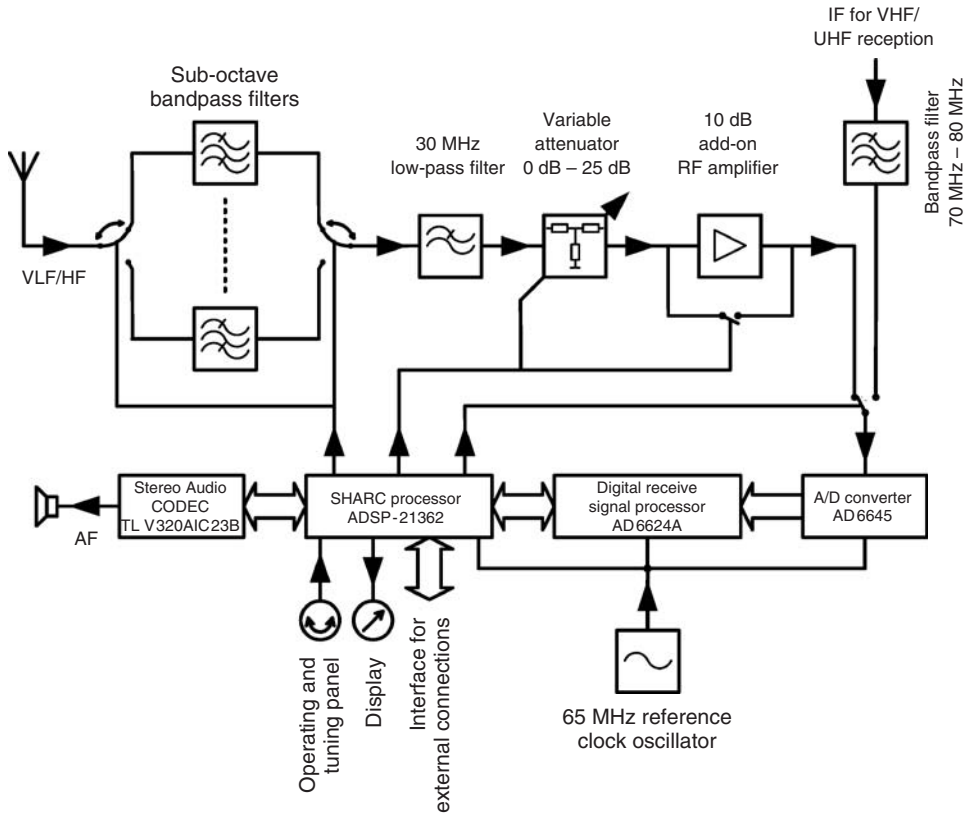 IF for VHF/
UHF reception
Sub-octave
bandpass filters
30 MHz
low-pass filter
Variable
attenuator
0 dB – 25 dB
10 dB
add-on
RF amplifier
Bandpass filter
70 MHz – 80 MHz
VLF/HF
Stereo Audio
CODEC
TL V320AIC23B
SHARC processor
ADSP-21362
Digital receive
signal processor
AD6624A
A/D converter
AD6645
AF
Operating and
tuning panel
Display
Interface for
external connections
65 MHz reference
clock oscillator